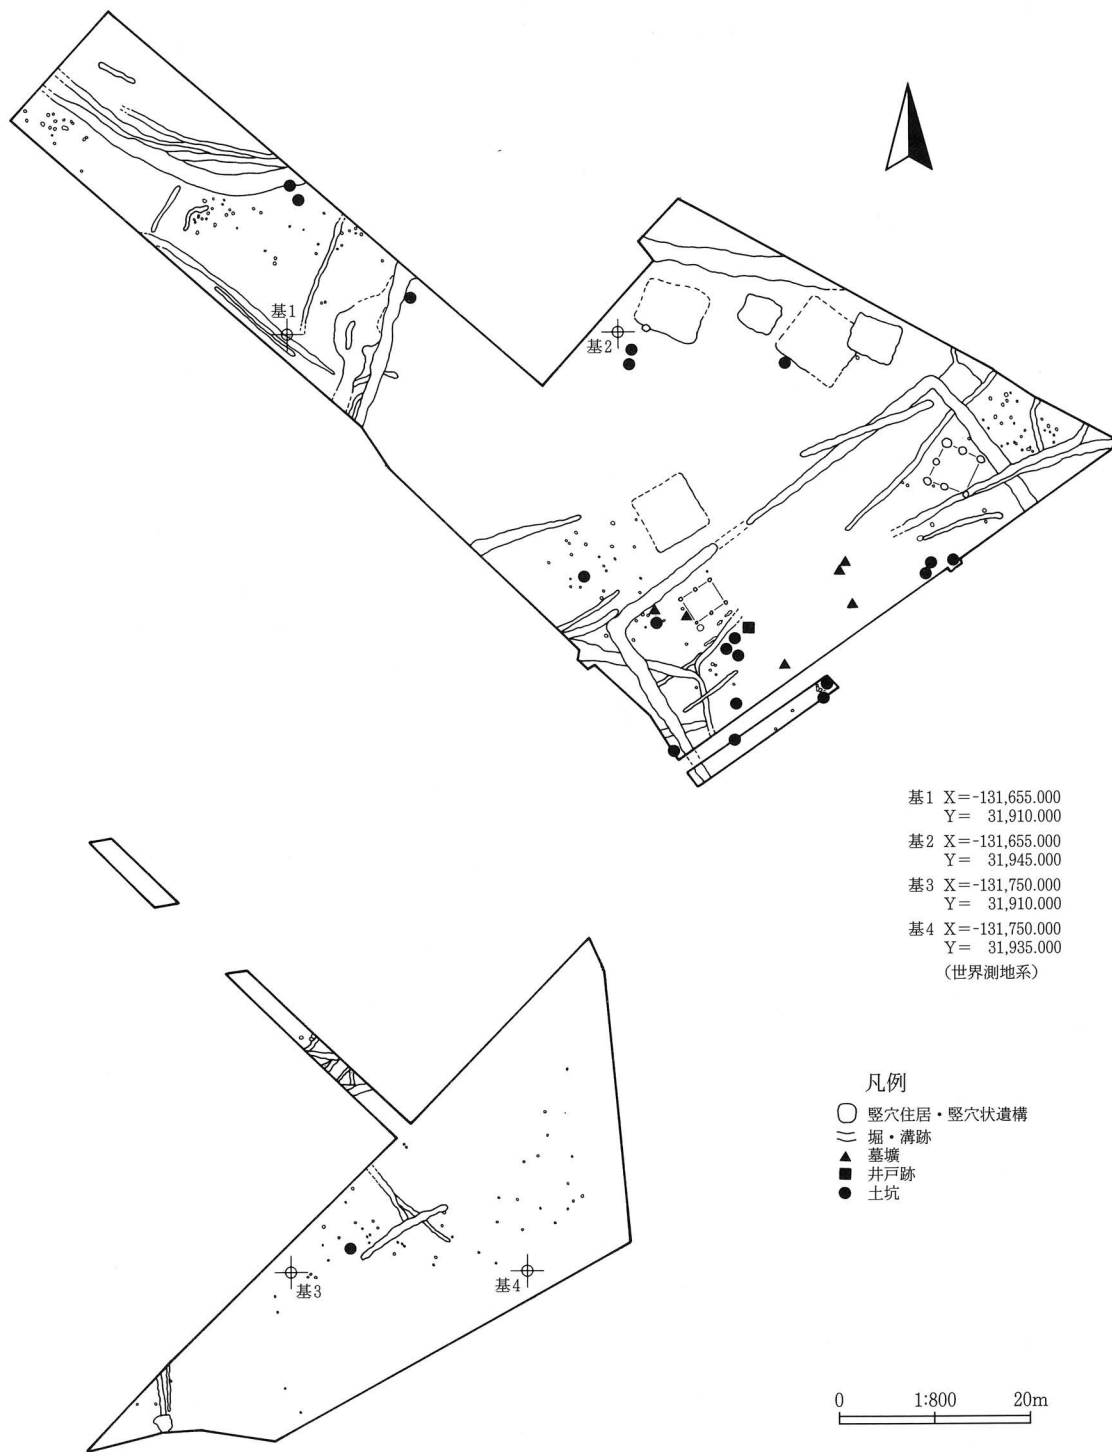 基1
基2
基1 X=-131,655.000
Y= 31,910.000
基2 X=-131,655.000
Y= 31,945.000
基3 X=-131,750.000
Y= 31,910.000
基4 X=-131,750.000
Y= 31,935.000
(世界測地系)
凡例
竪穴住居・竪穴状遺構
堀・溝跡
墓壙
井戸跡
土坑
基3
基4
0 1:800 20m